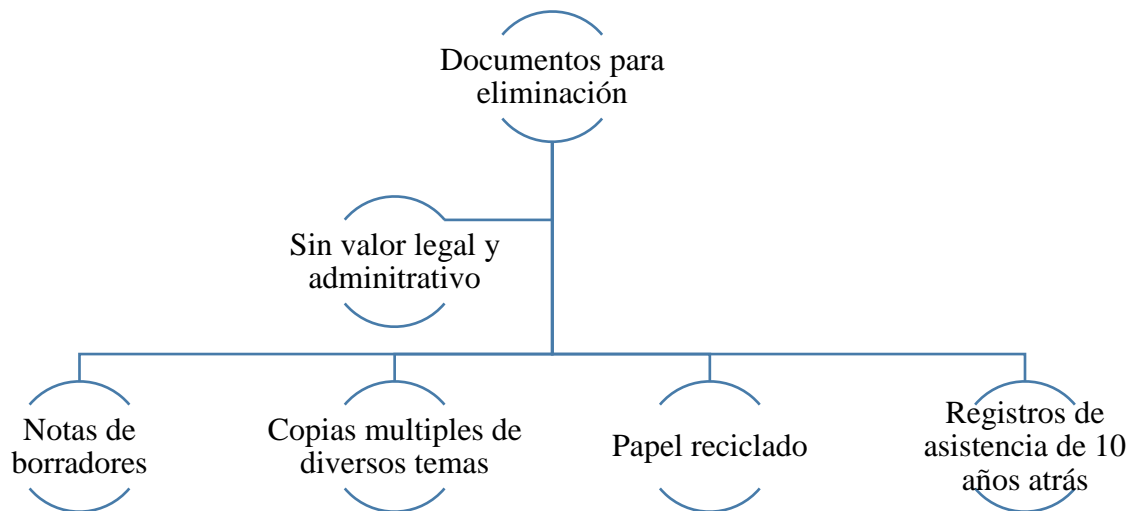 Documentos para
eliminación
Sin valor legal y
adminitrativo
Notas de
borradores
Copias multiples de
diversos temas
Papel reciclado
Registros de
asistencia de 10
años atrás